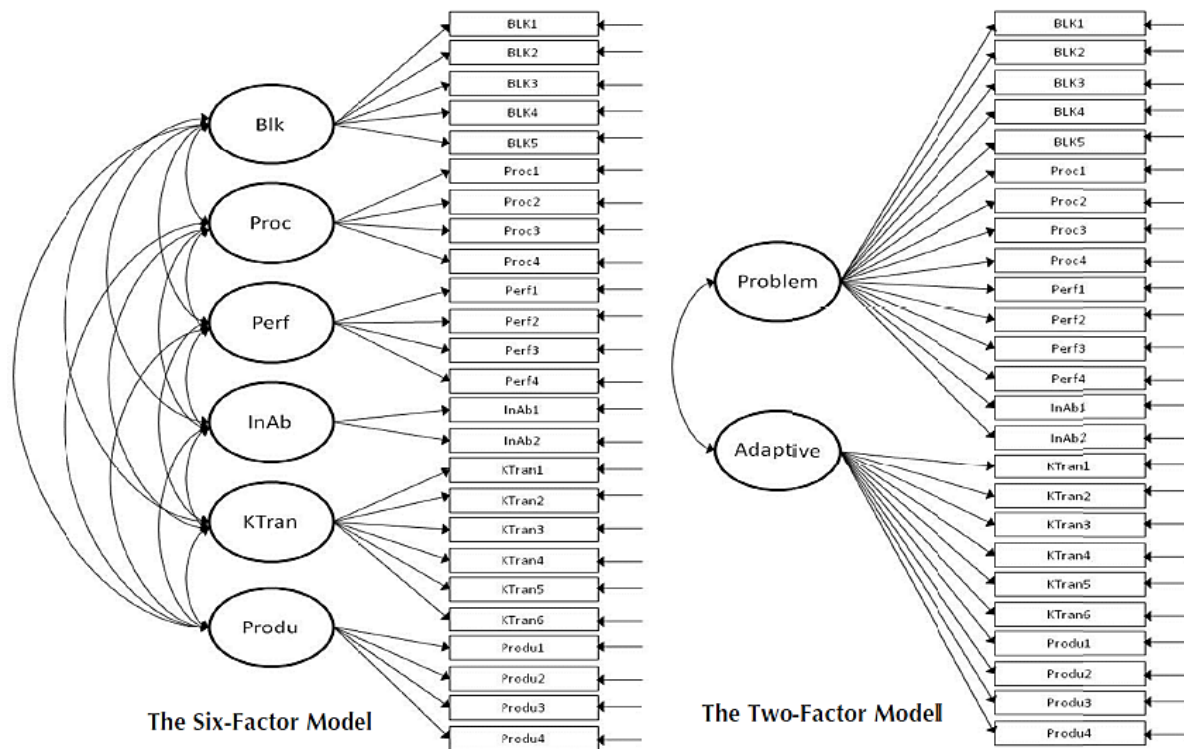 Blk
Proc
Perf
InAb
KTran
Produ
BLK1
BLK2
BLK3
BLK4
BLK5
Proc1
Proc2
Proc3
Proc4
Perf1
Perf2
Perf3
Perf4
InAb1
InAb2
KTran1
KTran2
KTran3
KTran4
KTran5
KTran6
Produ1
Produ2
Produ3
Produ4
The Six-Factor Model
Problem
Adaptive
BLK1
BLK2
BLK3
BLK4
BLK5
Proc1
Proc2
Proc3
Proc4
Perf1
Perf2
Perf3
Perf4
InAb1
InAb2
KTran1
KTran2
KTran3
KTran4
KTran5
KTran6
Produ1
Produ2
Produ3
Produ4
The Two-Factor Model